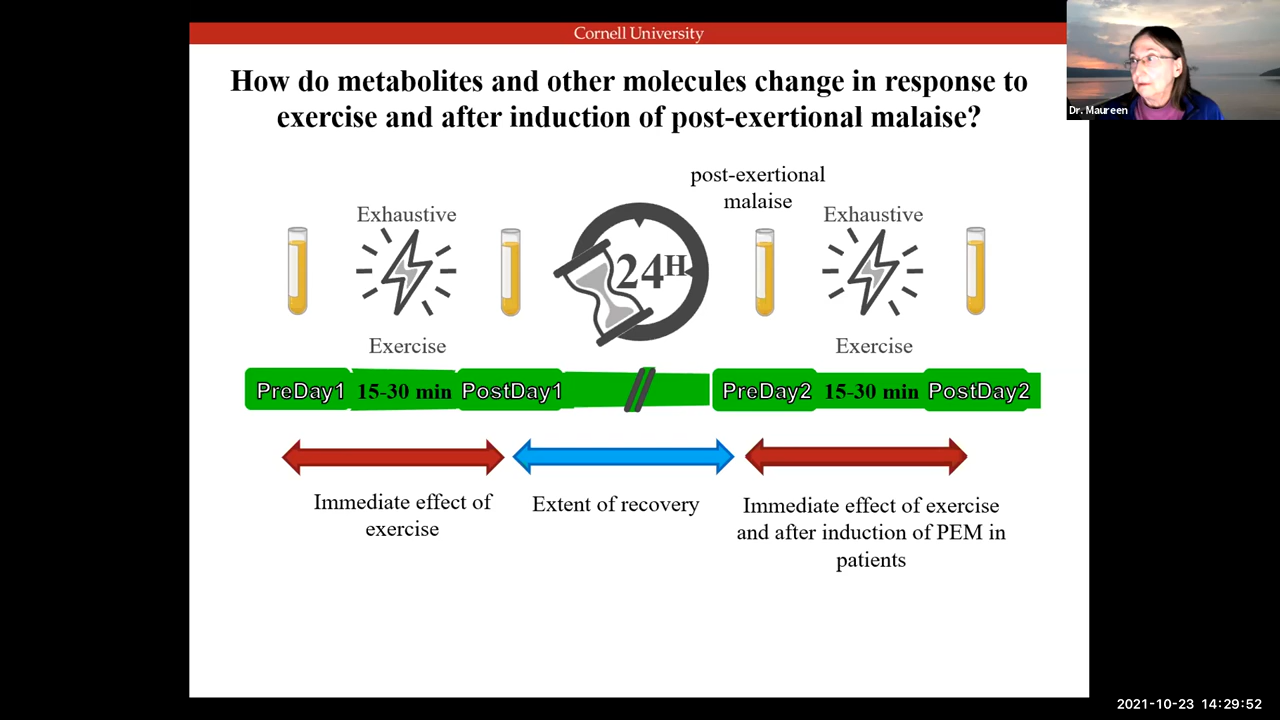 Cornell University
Dr. Maureen
How do metabolites and other molecules change in response to
exercise and after induction of post-exertional malaise?
post-exertional
malaise
Exhaustive
Exhaustive
24H
Exercise
Exercise
PreDay1 15-30 min PostDay1 PreDay2 15-30 min PostDay2
Immediate effect of
exercise
Extent of recovery
Immediate effect of exercise
and after induction of PEM in
patients
2021-10-23 14:29:52